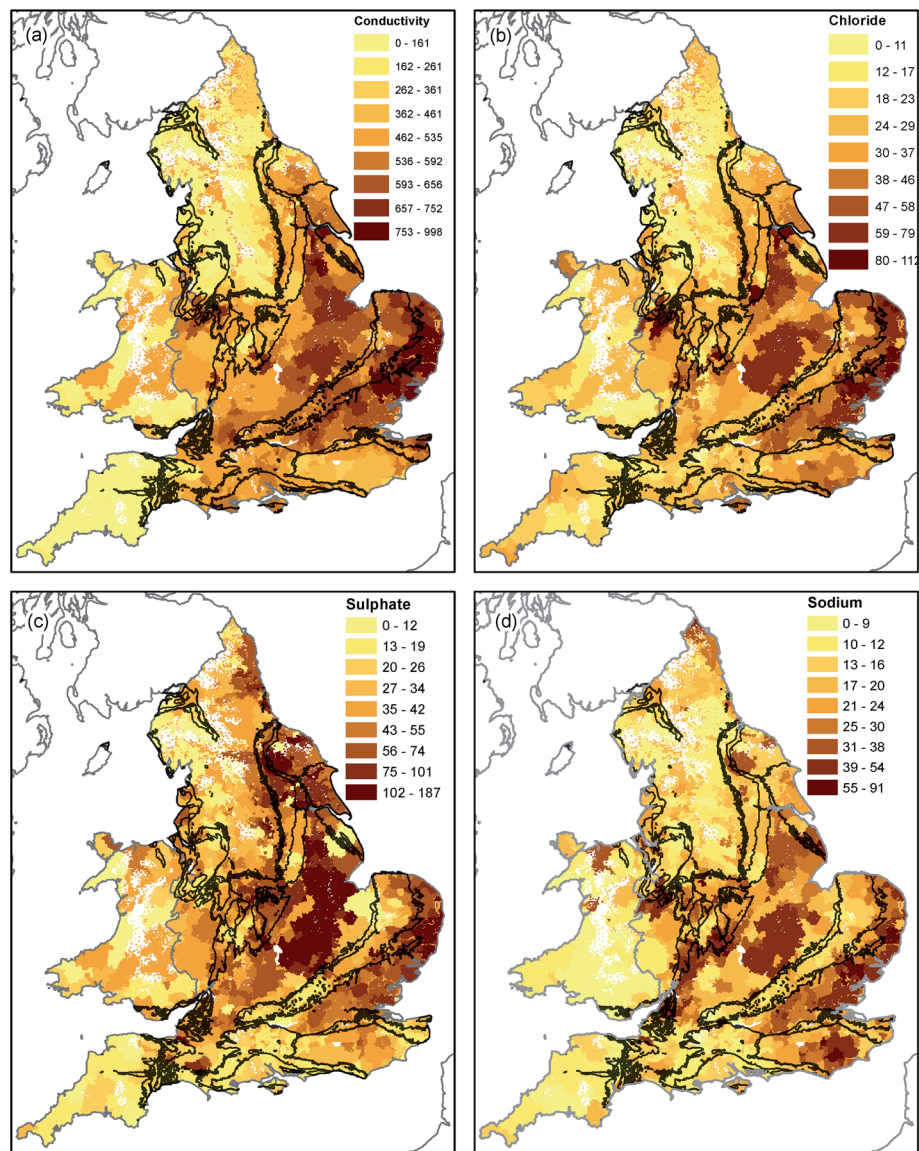 (a)
Conductivity
0 - 161
162 - 261
262 - 361
362 - 461
462 - 535
536 - 592
593 - 656
657 - 752
753 - 998
(b)
Chloride
0 - 11
12 - 17
18 - 23
24 - 29
30 - 37
38 - 46
47 - 58
59 - 79
80 - 112
(c)
Sulphate
0 - 12
13 - 19
20 - 26
27 - 34
35 - 42
43 - 55
56 - 74
75 - 101
102 - 187
(d)
Sodium
0 - 9
10 - 12
13 - 16
17 - 20
21 - 24
25 - 30
31 - 38
39 - 54
55 - 91